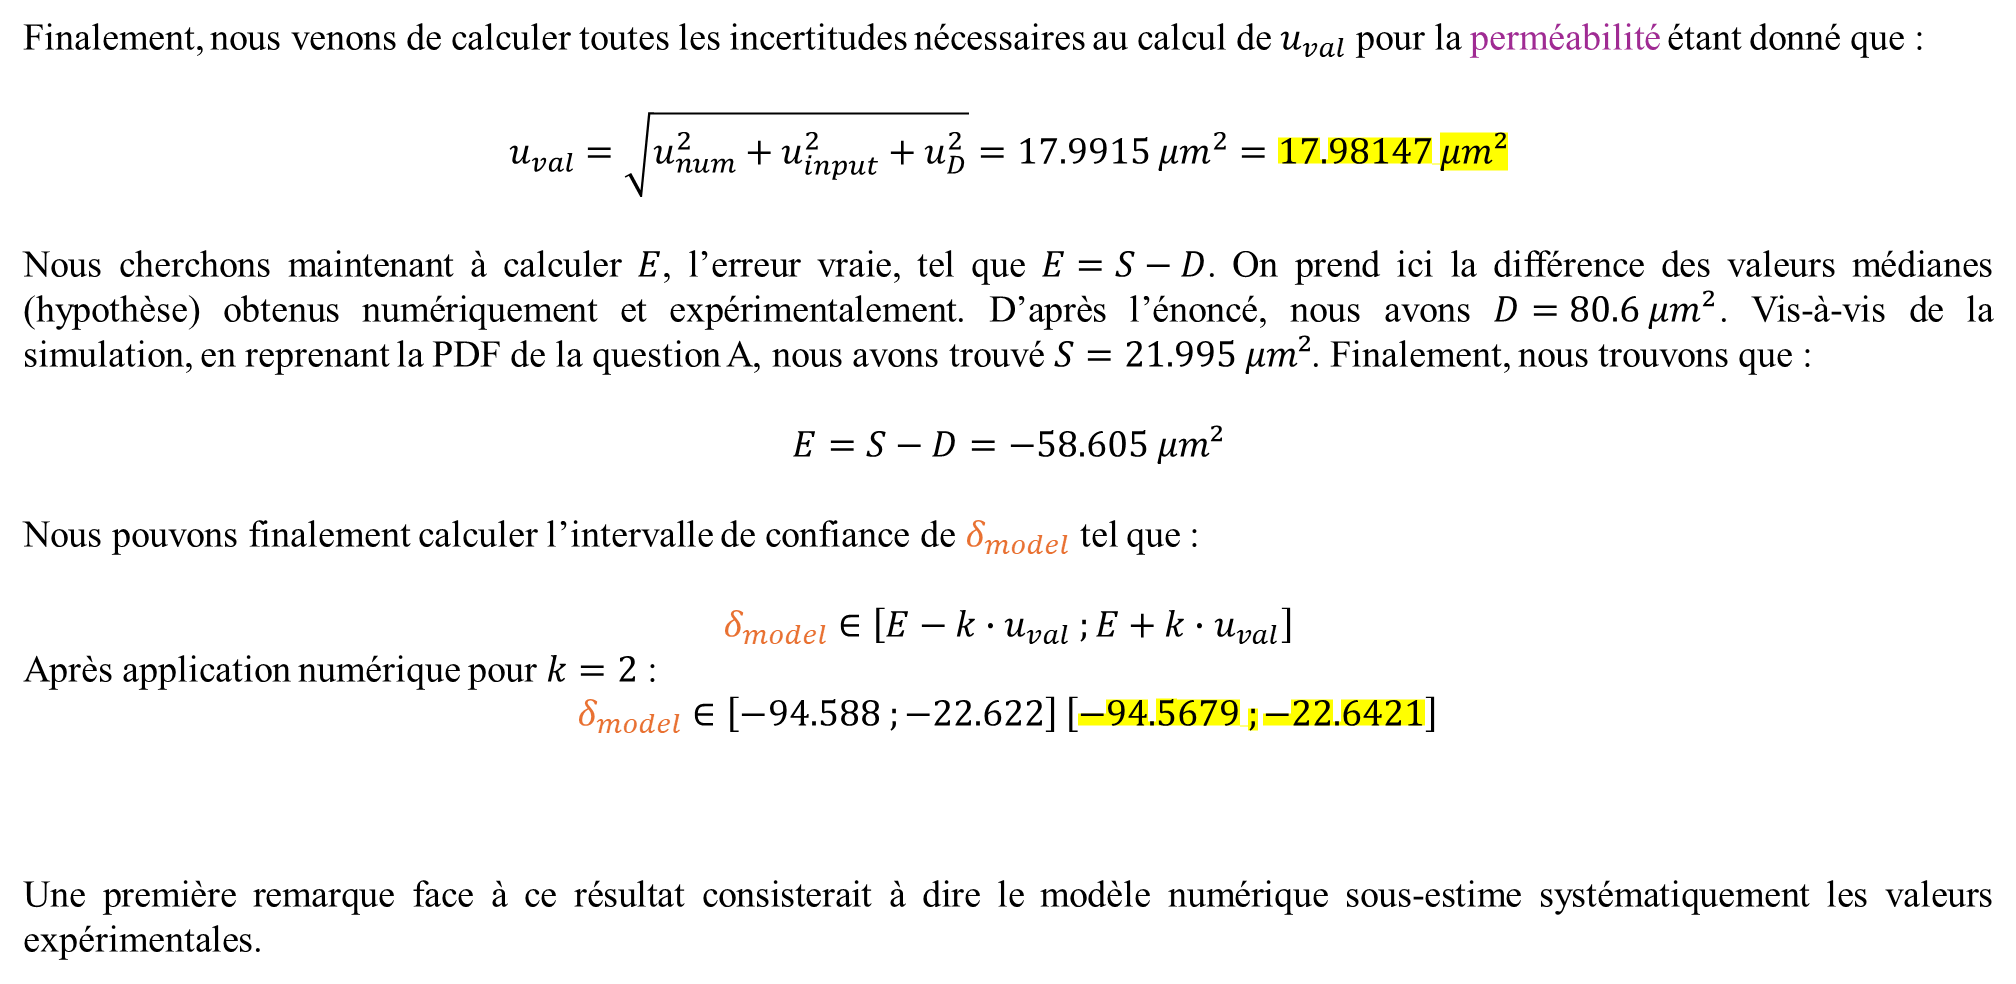 Finalement, nous venons de calculer toutes les incertitudes nécessaires au calcul de u_val pour la perméabilité étant donné que :
u_val = √(u²_num + u²_input + u²_D) = 17.9915 μm² = 17.98147 μm²
Nous cherchons maintenant à calculer E, l’erreur vraie, tel que E = S − D. On prend ici la différence des valeurs médianes
(hypothèse) obtenus numériquement et expérimentalement. D’après l’énoncé, nous avons D = 80.6 μm². Vis-à-vis de la
simulation, en reprenant la PDF de la question A, nous avons trouvé S = 21.995 μm². Finalement, nous trouvons que :
E = S − D = −58.605 μm²
Nous pouvons finalement calculer l’intervalle de confiance de δ_model tel que :
δ_model ∈ [E − k · u_val ; E + k · u_val]
Après application numérique pour k = 2 :
δ_model ∈ [−94.588 ; −22.622] [−94.5679 ; −22.6421]
Une première remarque face à ce résultat consisterait à dire le modèle numérique sous-estime systématiquement les valeurs
expérimentales.